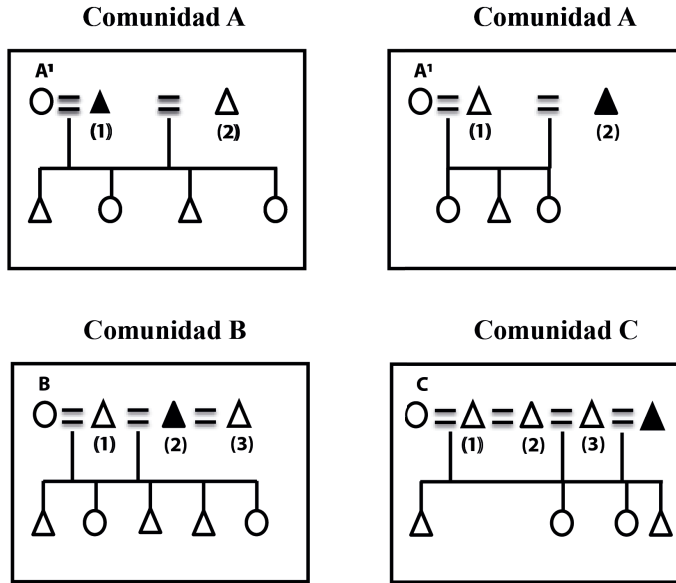 Comunidad A
A¹
(1)
(2)
Comunidad A
A¹
(1)
(2)
Comunidad B
B
(1)
(2)
(3)
Comunidad C
C
(1)
(2)
(3)